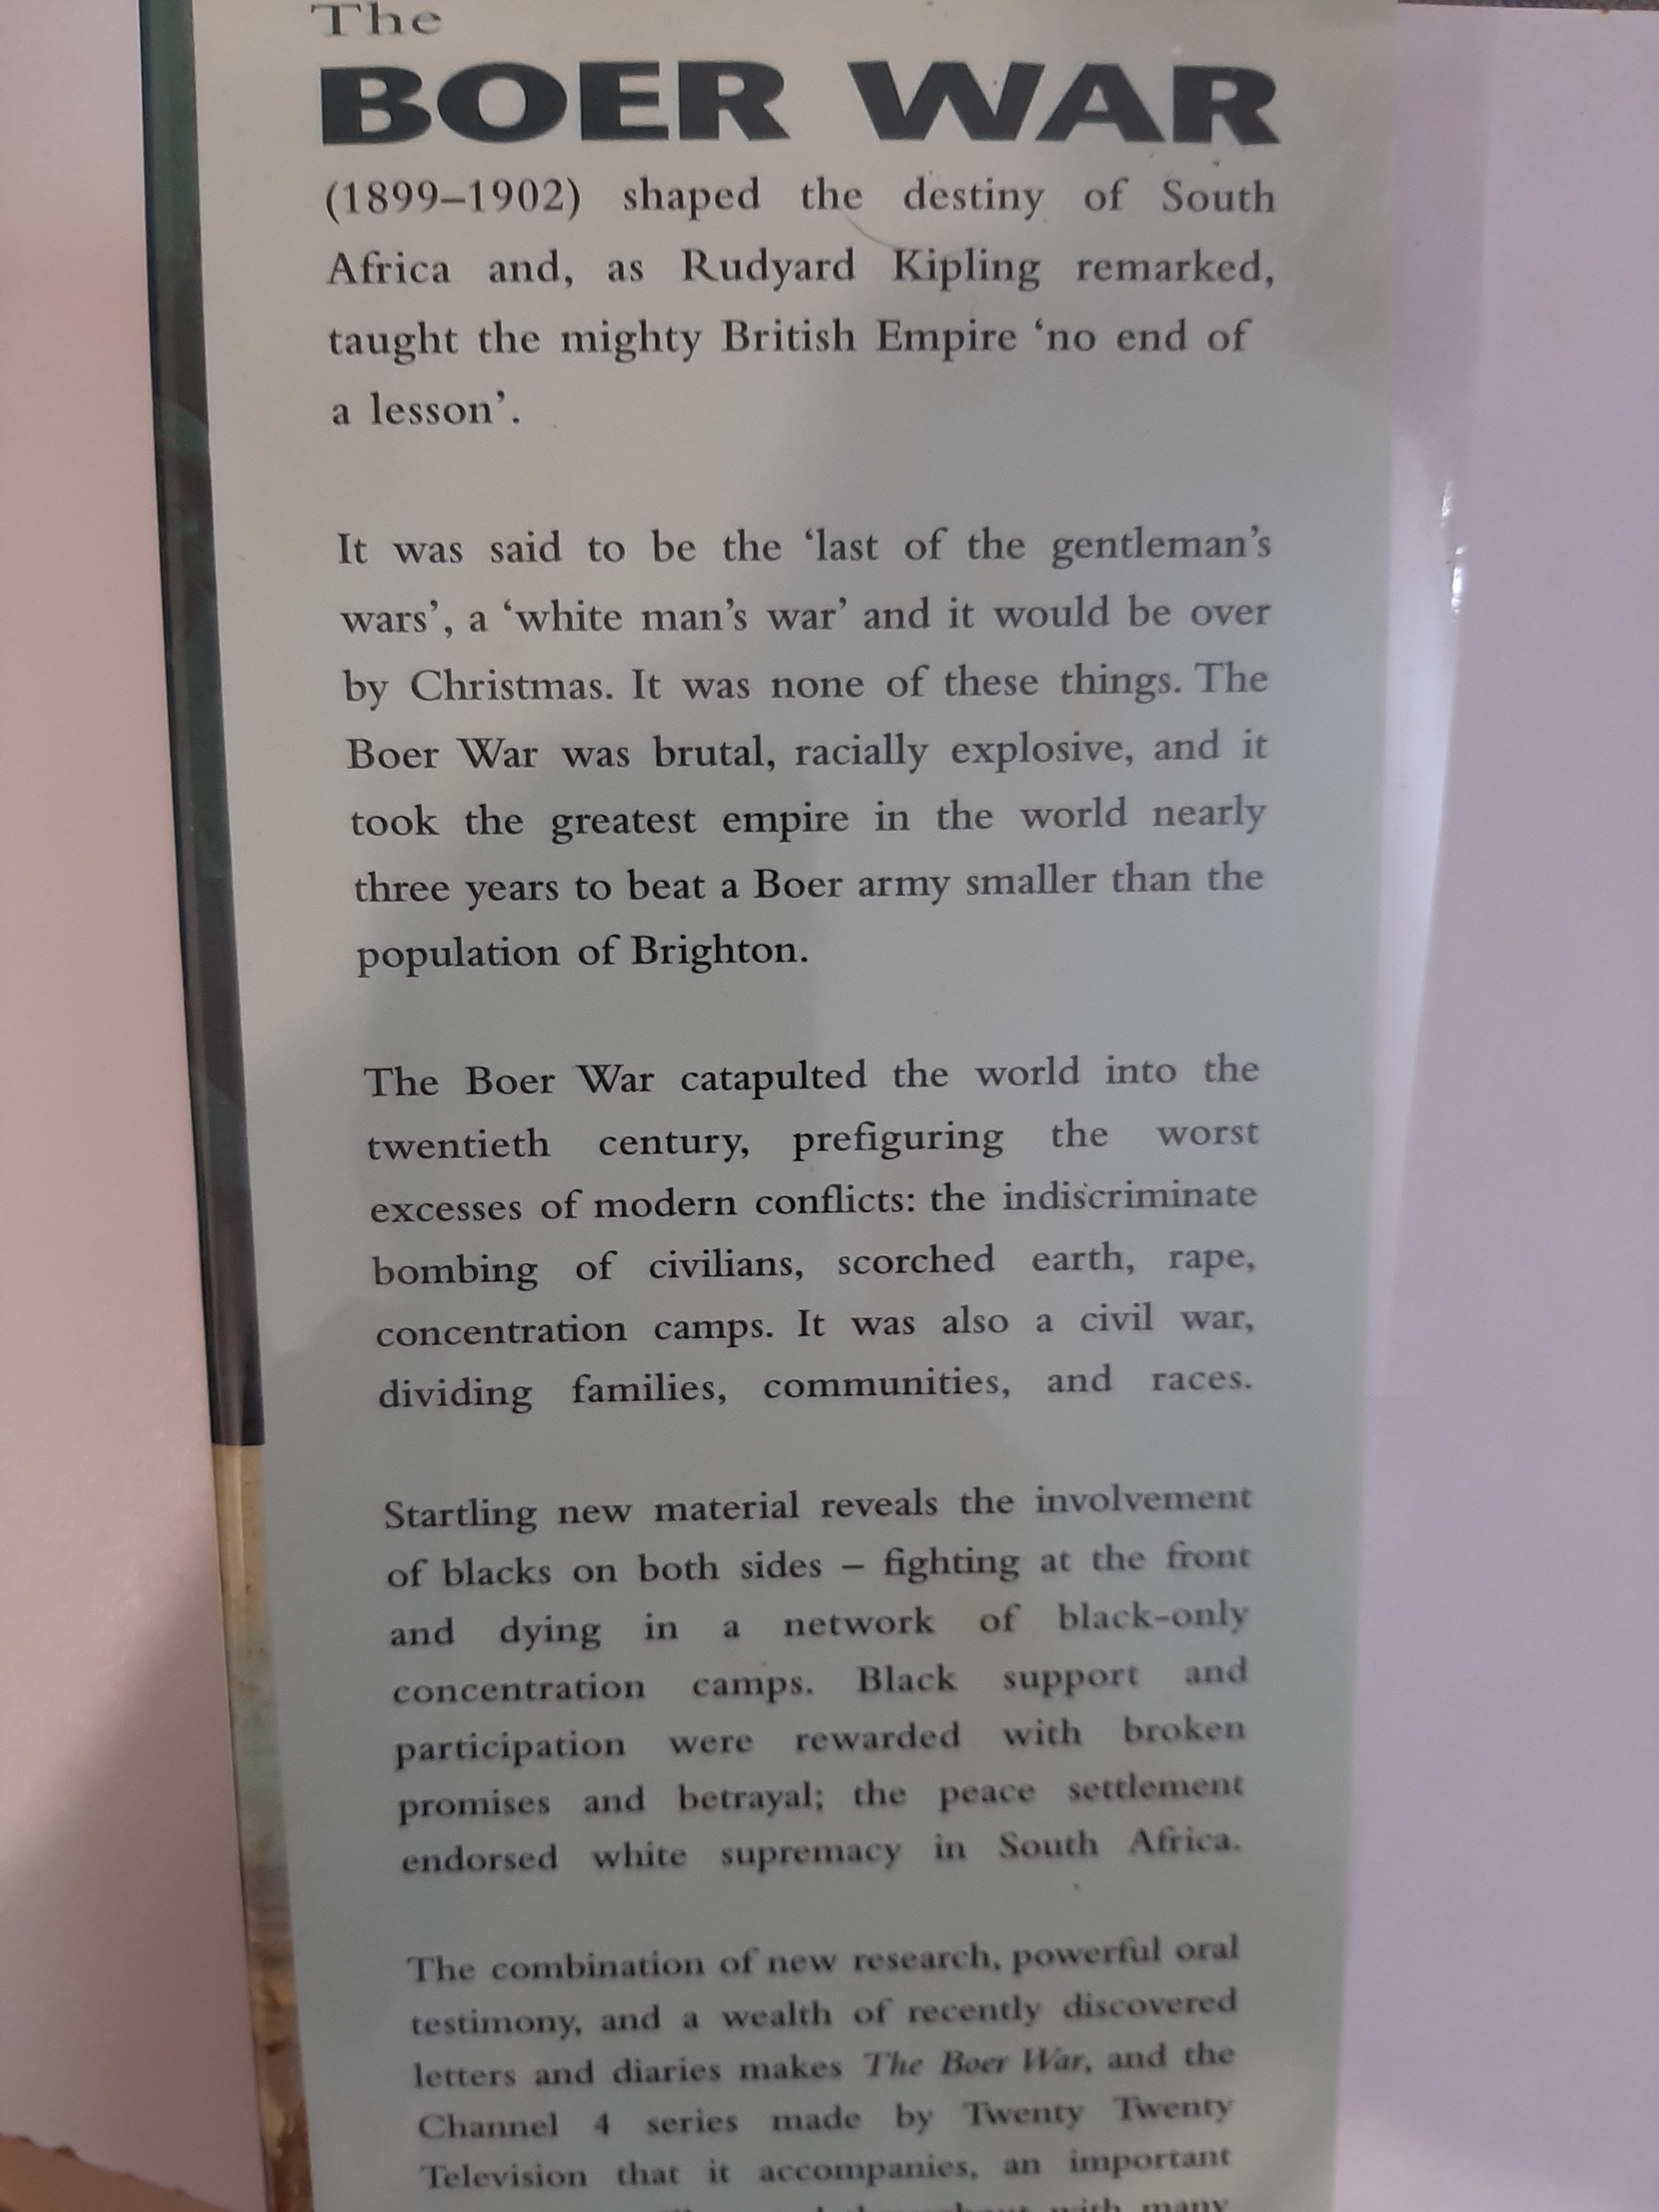 The
BOER WAR
(1899–1902) shaped the destiny of South
Africa and, as Rudyard Kipling remarked,
taught the mighty British Empire ‘no end of
a lesson’.
It was said to be the ‘last of the gentleman’s
wars’, a ‘white man’s war’ and it would be over
by Christmas. It was none of these things. The
Boer War was brutal, racially explosive, and it
took the greatest empire in the world nearly
three years to beat a Boer army smaller than the
population of Brighton.
The Boer War catapulted the world into the
twentieth century, prefiguring the worst
excesses of modern conflicts: the indiscriminate
bombing of civilians, scorched earth, rape,
concentration camps. It was also a civil war,
dividing families, communities, and races.
Startling new material reveals the involvement
of blacks on both sides – fighting at the front
and dying in a network of black-only
concentration camps. Black support and
participation were rewarded with broken
promises and betrayal; the peace settlement
endorsed white supremacy in South Africa.
The combination of new research, powerful oral
testimony, and a wealth of recently discovered
letters and diaries makes The Boer War, and the
Channel 4 series made by Twenty Twenty
Television that it accompanies, an important
with many